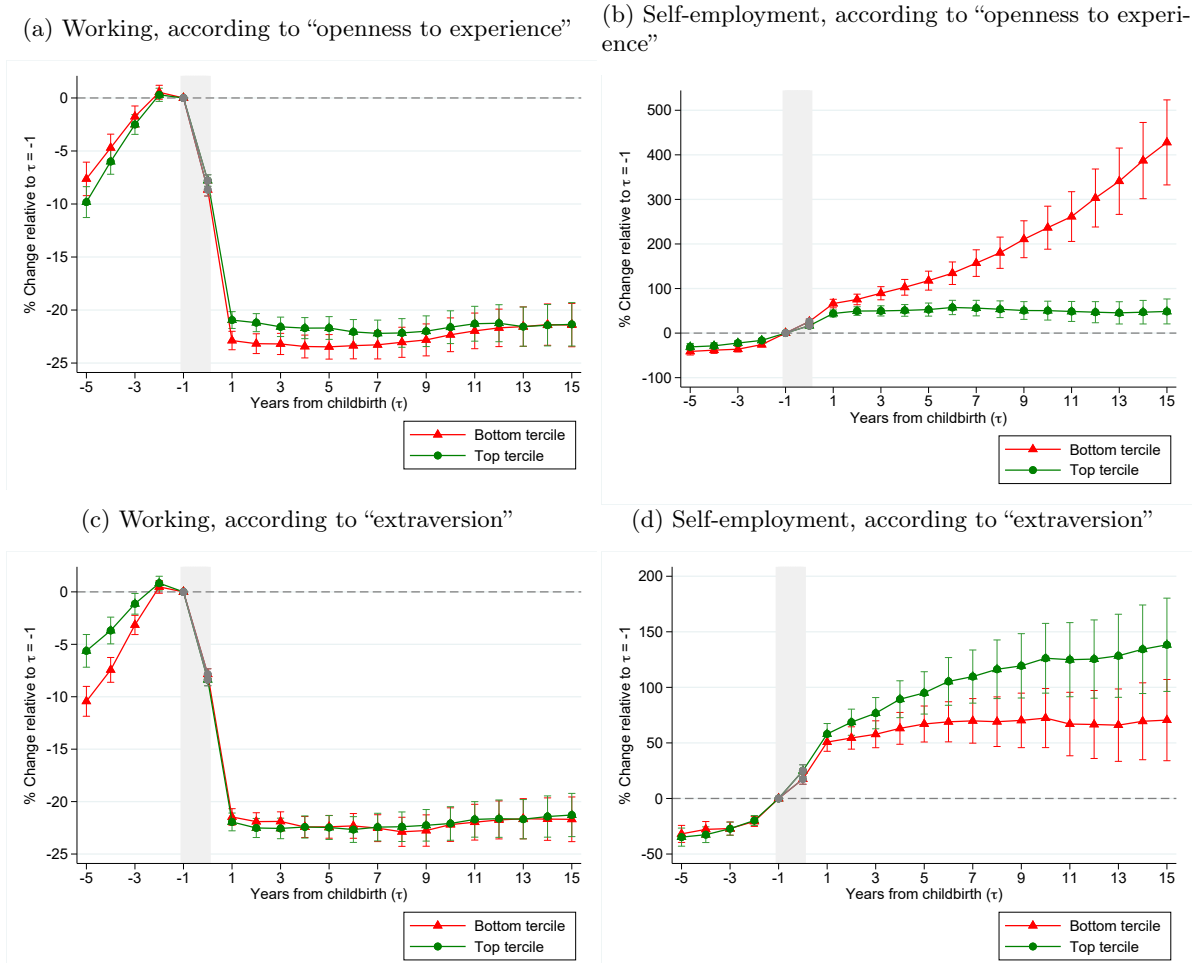 (a) Working, according to “openness to experience”
0
-5
-10
-15
-20
-25
% Change relative to τ = -1
-5 -3 -1 1 3 5 7 9 11 13 15
Years from childbirth (τ)
Bottom tercile
Top tercile
(b) Self-employment, according to “openness to experi-
ence”
500
400
300
200
100
0
-100
% Change relative to τ = -1
-5 -3 -1 1 3 5 7 9 11 13 15
Years from childbirth (τ)
Bottom tercile
Top tercile
(c) Working, according to “extraversion”
0
-5
-10
-15
-20
-25
% Change relative to τ = -1
-5 -3 -1 1 3 5 7 9 11 13 15
Years from childbirth (τ)
Bottom tercile
Top tercile
(d) Self-employment, according to “extraversion”
200
150
100
50
0
-50
% Change relative to τ = -1
-5 -3 -1 1 3 5 7 9 11 13 15
Years from childbirth (τ)
Bottom tercile
Top tercile